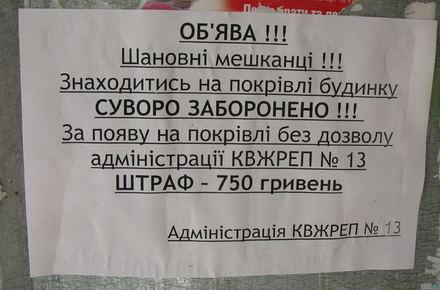 ОБ'ЯВА !!!
Шановні мешканці !!!
Знаходитись на покрівлі будинку
СУВОРО ЗАБОРОНЕНО !!!
За появу на покрівлі без дозволу
адміністрації КВЖРЕП № 13
ШТРАФ – 750 гривень
Адміністрація КВЖРЕП № 13